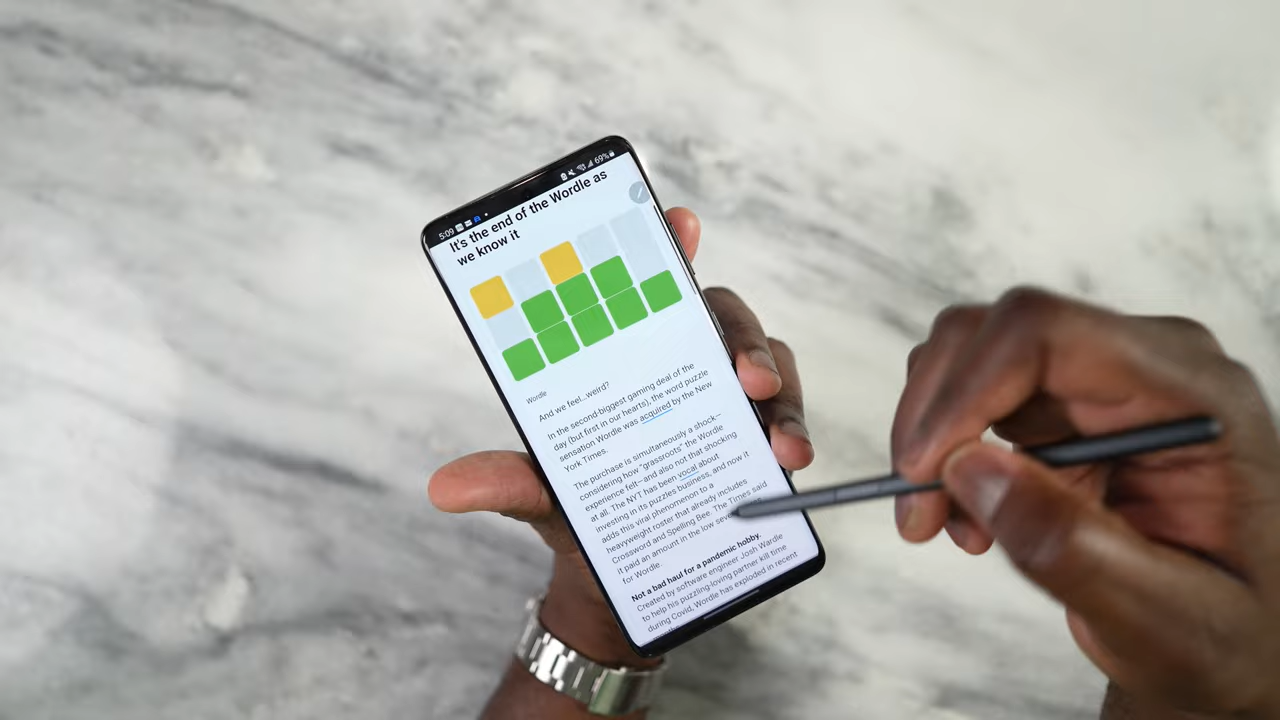 5:09
69%
It's the end of the Wordle as
we know it
Wordle
And we feel...weird?
In the second-biggest gaming deal of the
day (but first in our hearts), the word puzzle
sensation Wordle was acquired by the New
York Times.
The purchase is simultaneously a shock—
considering how "grassroots" the Wordle
experience felt—and also not that shocking
at all. The NYT has been vocal about
investing in its puzzles business, and now it
adds this viral phenomenon to a
heavyweight roster that already includes
Crossword and Spelling Bee. The Times said
it paid an amount in the low
for Wordle.
Not a bad haul for a pandemic hobby.
Created by software engineer Josh Wardle
to help his puzzling-loving partner kill time
during Covid, Wordle has exploded in recent